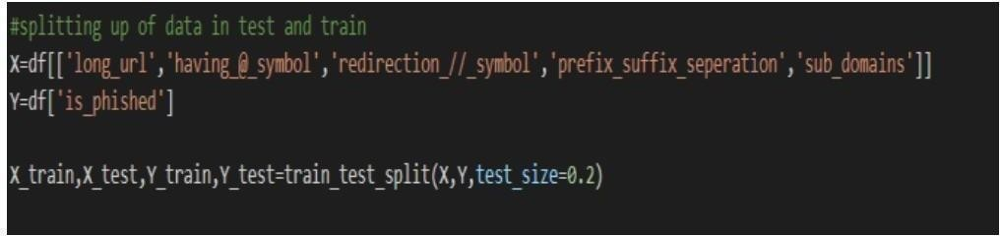 #splitting up of data in test and train
X=df[['long_url','having_@_symbol','redirection_//_symbol','prefix_suffix_seperation','sub_domains']]
Y=df['is_phished']
X_train,X_test,Y_train,Y_test=train_test_split(X,Y,test_size=0.2)